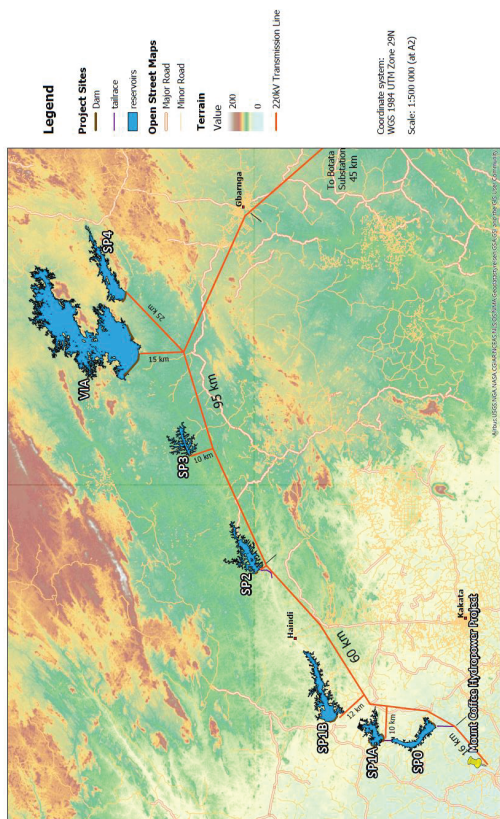 Legend
Project Sites
Dam
tailrace
reservoirs
Open Street Maps
Major Road
Minor Road
Terrain
Value
200
0
220kV Transmission Line
Coordinate system:
WGS 1984 UTM Zone 29N
Scale: 1:500 000 (at A2)
VIA
SP4
25 km
15 km
Gbarnga
To Botata
Substation
45 km
95 km
SP3
10 km
SP2
Haindi
60 km
SP1B
12 km
SP1A
10 km
SP0
Kakata
16 km
Mount Coffee Hydropower Project